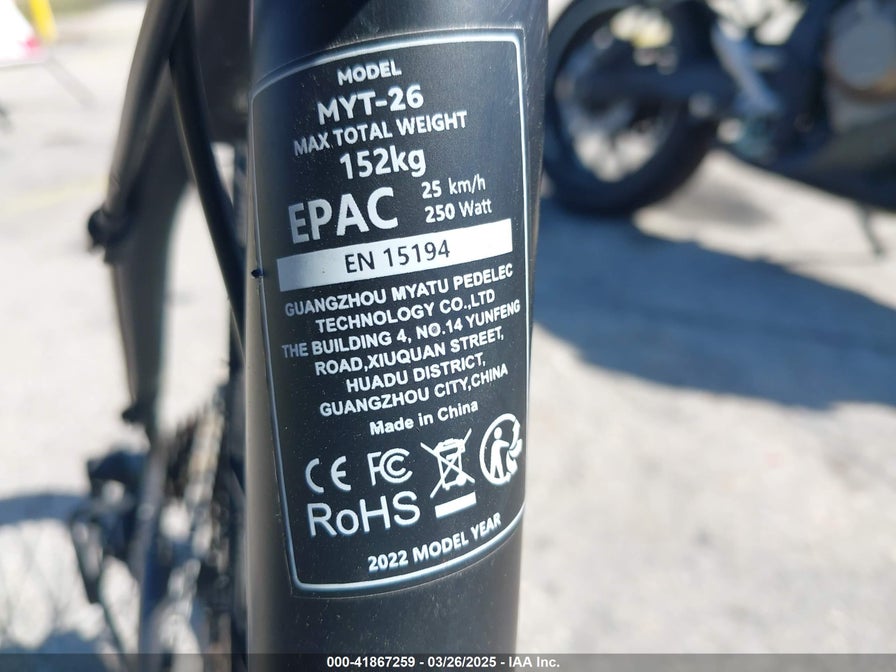 MODEL
MYT-26
MAX TOTAL WEIGHT
152kg
EPAC 25 km/h
250 Watt
EN 15194
GUANGZHOU MYATU PEDELEC
TECHNOLOGY CO.,LTD
THE BUILDING 4, NO.14 YUNFENG
ROAD,XIUQUAN STREET,
HUADU DISTRICT,
GUANGZHOU CITY,CHINA
Made in China
CE FC
RoHS
2022 MODEL YEAR
000-41867259 - 03/26/2025 - IAA Inc.